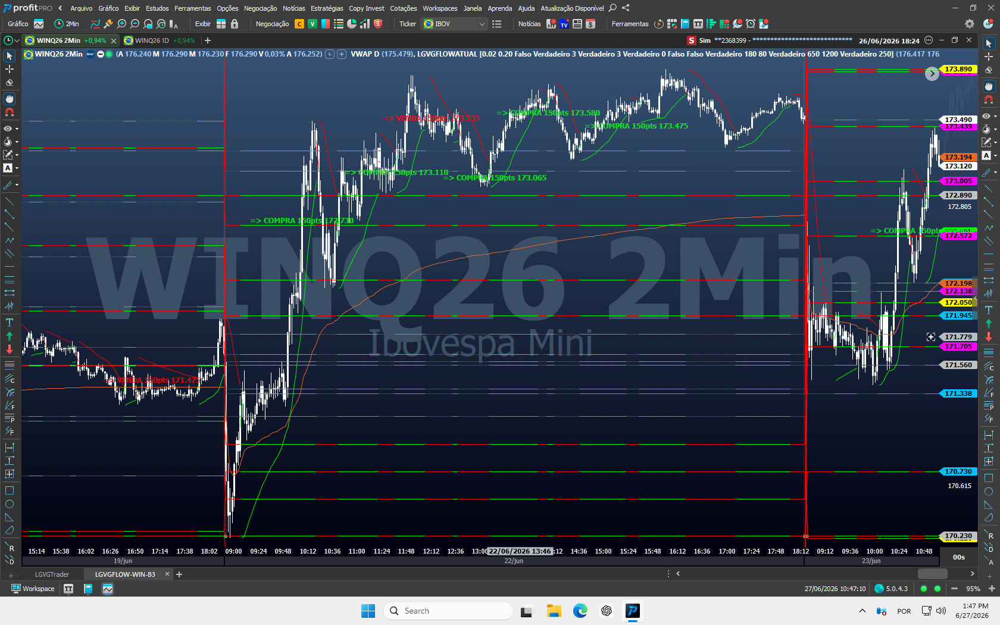 profitPRO Arquivo Gráfico Exibir Estudos Ferramentas Opções Negociação Notícias Estratégias Copy Invest Cotações Workspaces Janela Aprenda Ajuda Atualização Disponível
Gráfico 2Min Exibir Negociação C V Ticker IBOV Notícias Ferramentas
WINQ26 2Min +0,94% WINQ26 1D +0,94% S Sim **2368399 - ****************************** 26/06/2026 18:24
WINQ26 2Min (A 176.240 M 176.290 M 176.230 F 176.290 V 0,03% A 176.252) VWAP D (175.479), LGVGFLOWATUAL [0.02 0.20 Falso Verdadeiro 3 Verdadeiro 3 Verdadeiro 0 Falso Falso Verdadeiro 180 80 Verdadeiro 650 1200 Verdadeiro 250] (176.417 176.
173.890
=> COMPRA 150pts 173.580
=> VENDA 150pts 173.535
173.490
=> COMPRA 150pts 173.475
173.439
173.194
173.120
=> COMPRA 150pts 173.110
=> COMPRA 150pts 173.065
173.005
172.890
172.805
=> COMPRA 150pts 172.730
=> COMPRA 150pts
172.572
WINQ26 2Min
172.198
172.138
172.050
171.945
Ibovespa Mini
171.779
171.705
171.560
=> VENDA 150pts 171.475
171.338
170.730
170.615
170.230
15:14 15:38 16:02 16:26 16:50 17:14 17:38 18:02 09:00 09:24 09:48 10:12 10:36 11:00 11:24 11:48 12:12 12:36 13:00 22/06/2026 13:46 :12 14:36 15:00 15:24 15:48 16:12 16:36 17:00 17:24 17:48 18:12 09:12 09:36 10:00 10:24 10:48
00s
19/jun 22/jun 23/jun
LGVGTrader LGVGFLOW-WIN-B3
Workspace 27/06/2026 10:47:10 5.0.4.3 95%
Search POR 1:47 PM
6/27/2026